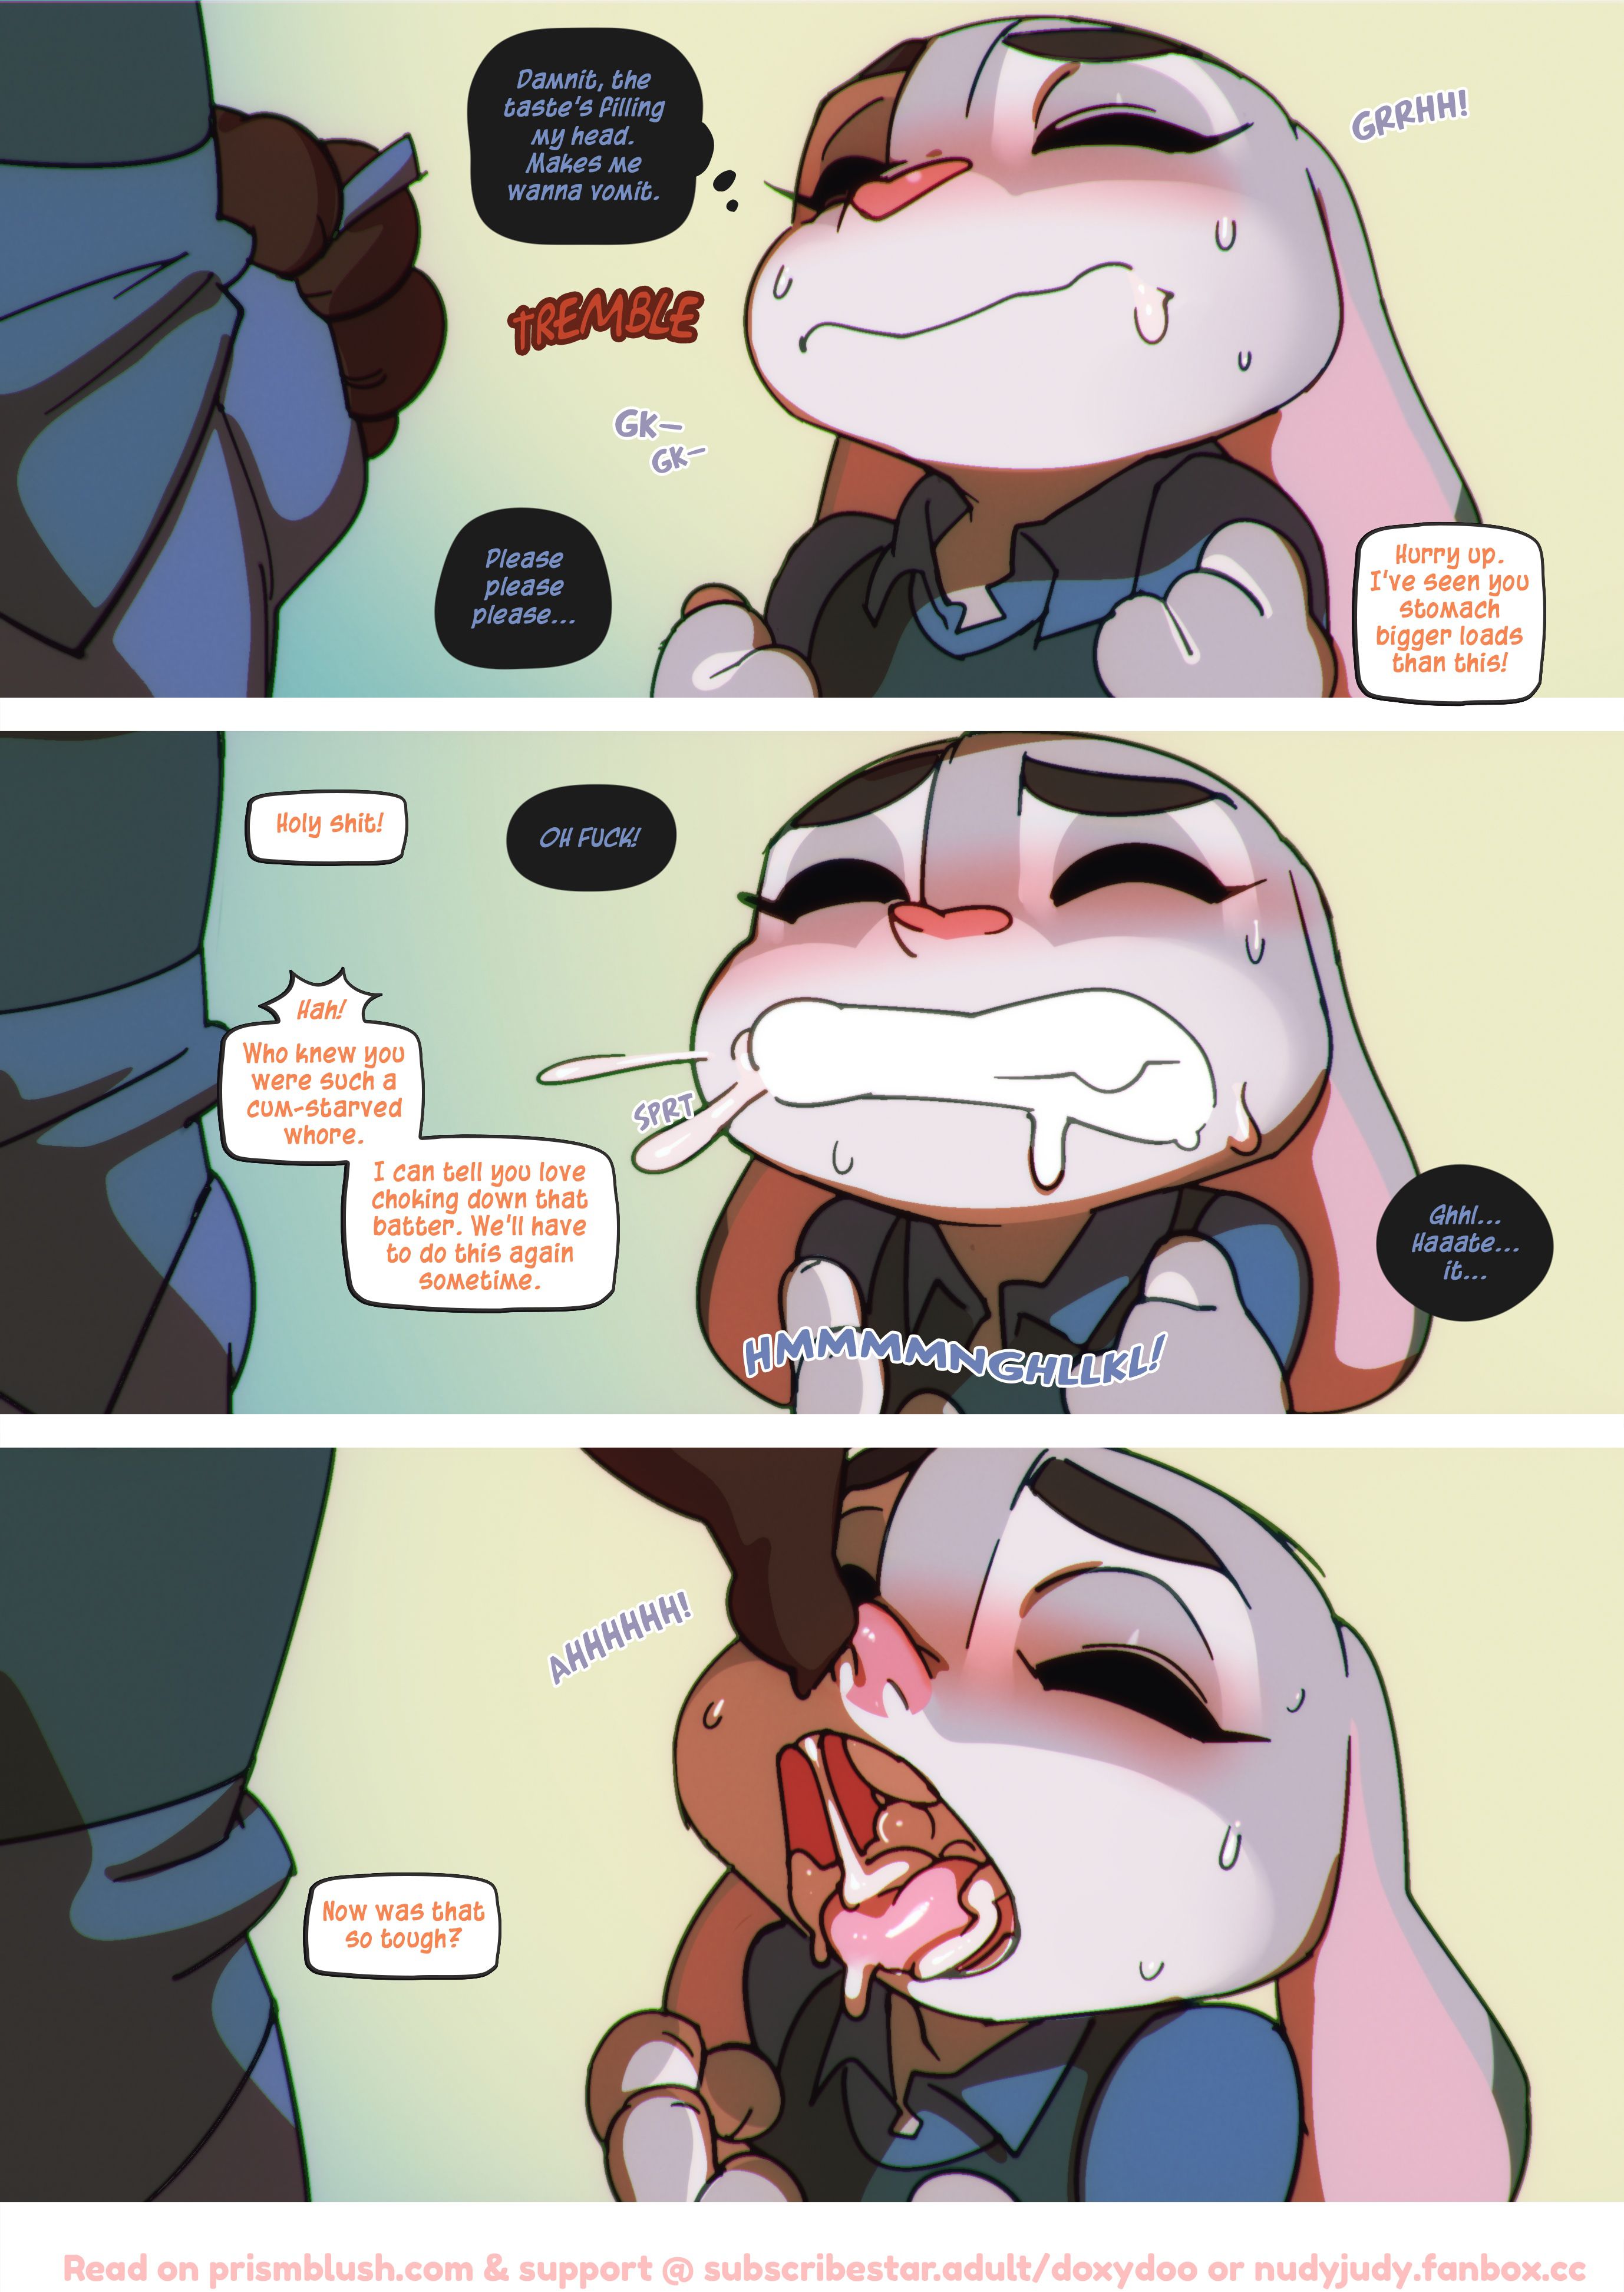 Damnit, the
taste's filling
my head.
Makes me
wanna vomit.
GRRHH!
TREMBLE
GK—
GK—
Please
please
please...
Hurry up.
I've seen you
stomach
bigger loads
than this!
Holy shit!
OH FUCK!
Hah!
Who knew you
were such a
cum-starved
whore.
I can tell you love
choking down that
batter. We'll have
to do this again
sometime.
SPRT
Ghhl...
Haaate...
it...
HMMMMMNGHLLKL!
AHHHHHH!
Now was that
so tough?
Read on prismblush.com & support @ subscribestar.adult/doxydoo or nudyjudy.fanbox.cc